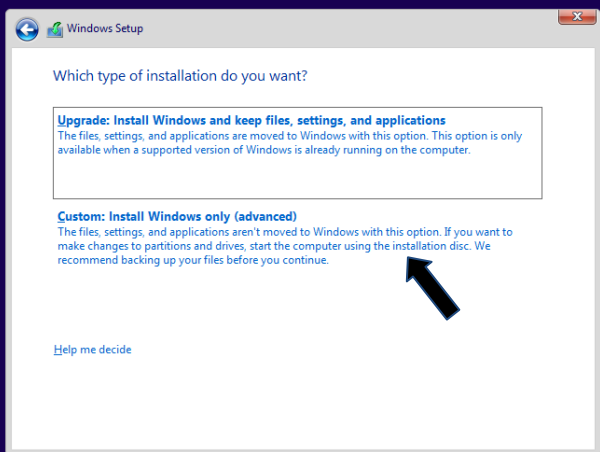 Windows Setup
Which type of installation do you want?
Upgrade: Install Windows and keep files, settings, and applications
The files, settings, and applications are moved to Windows with this option. This option is only
available when a supported version of Windows is already running on the computer.
Custom: Install Windows only (advanced)
The files, settings, and applications aren't moved to Windows with this option. If you want to
make changes to partitions and drives, start the computer using the installation disc. We
recommend backing up your files before you continue.
Help me decide